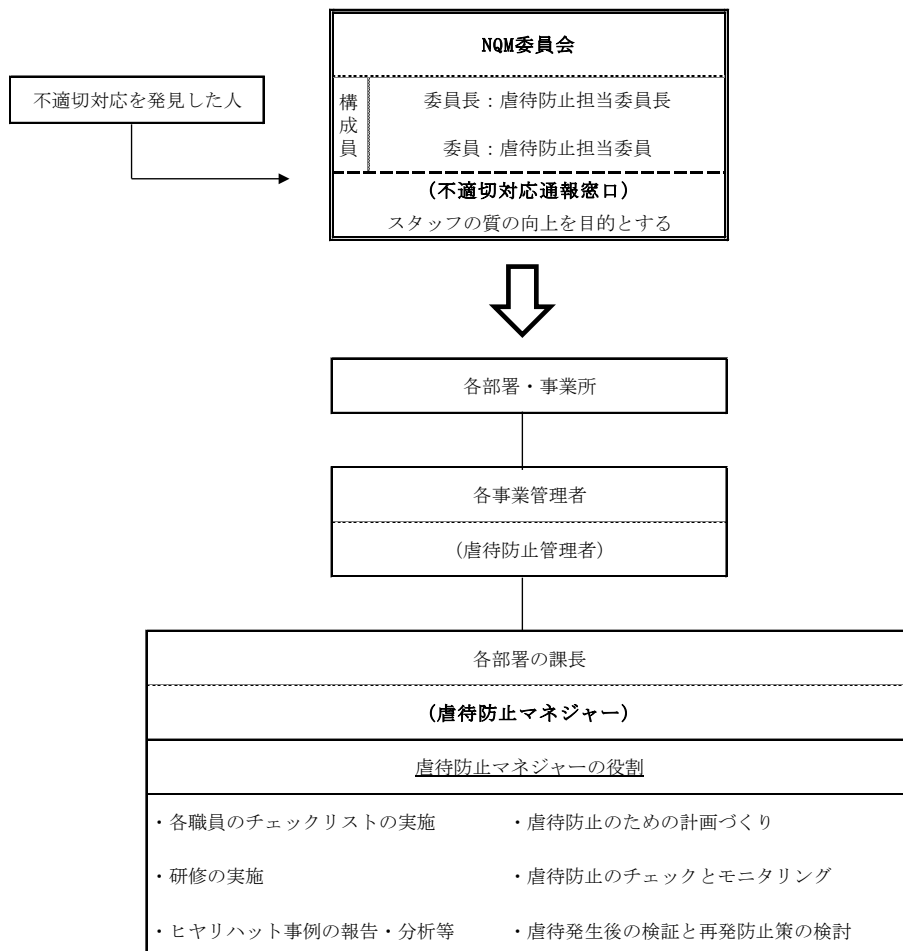 NQM委員会
不適切対応を発見した人
構成員
委員長：虐待防止担当委員長
委員：虐待防止担当委員
(不適切対応通報窓口)
スタッフの質の向上を目的とする
各部署・事業所
各事業管理者
(虐待防止管理者)
各部署の課長
(虐待防止マネジャー)
虐待防止マネジャーの役割
・各職員のチェックリストの実施
・虐待防止のための計画づくり
・研修の実施
・虐待防止のチェックとモニタリング
・ヒヤリハット事例の報告・分析等
・虐待発生後の検証と再発防止策の検討